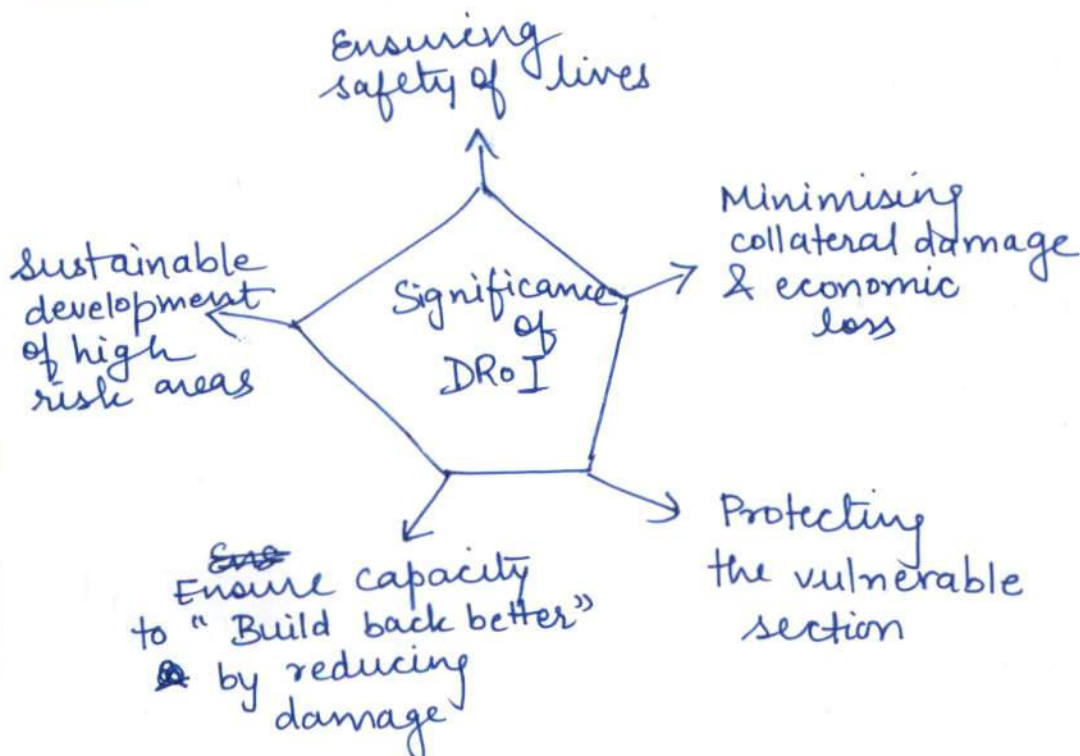 Ensuring
safety of lives
Minimising
collateral damage
& economic
loss
Sustainable
development
of high
risk areas
Significance
of
DRoI
Protecting
the vulnerable
section
Ensure capacity
to "Build back better"
by reducing
damage